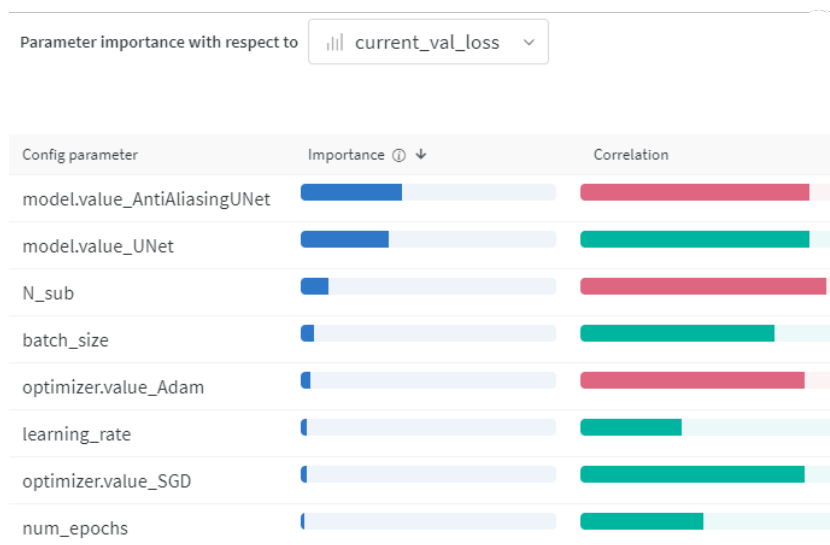 Parameter importance with respect to current_val_loss
Config parameter Importance Correlation
model.value_AntiAliasingUNet
model.value_UNet
N_sub
batch_size
optimizer.value_Adam
learning_rate
optimizer.value_SGD
num_epochs